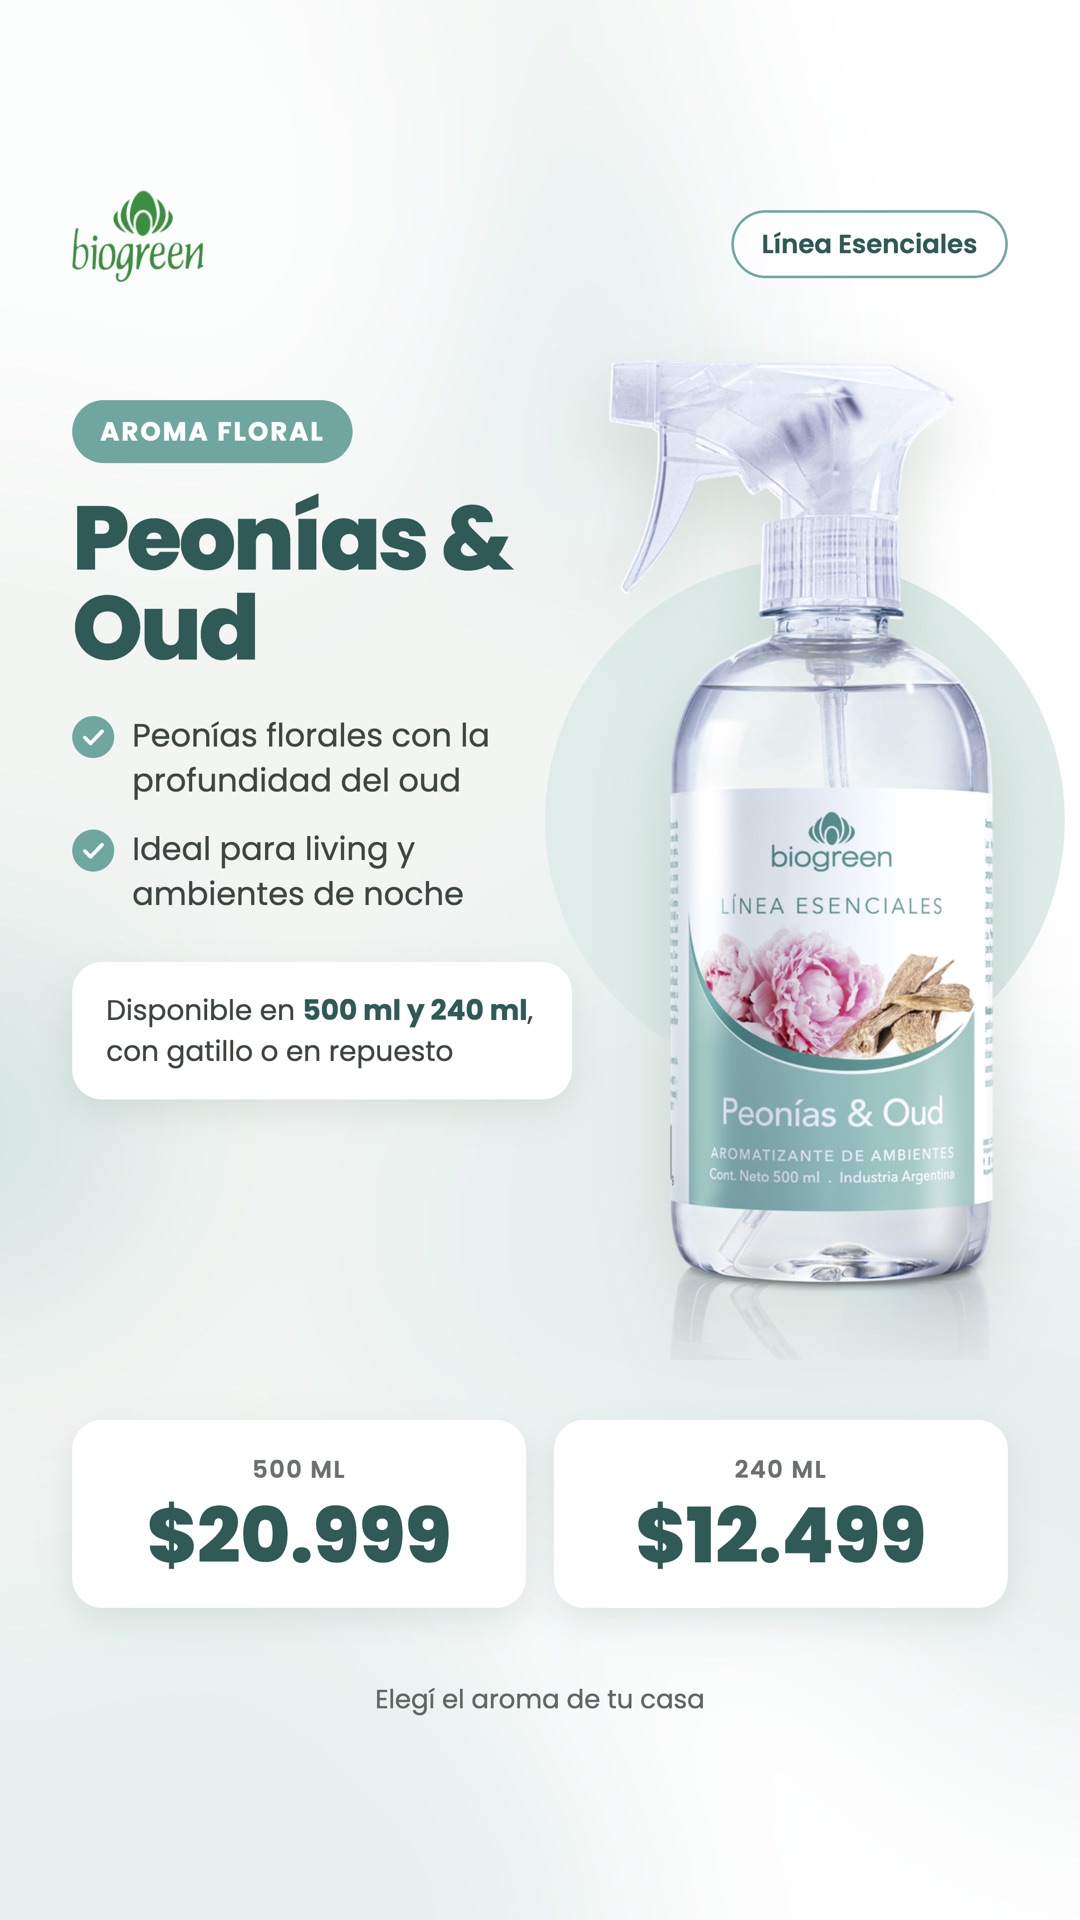 biogreen
Línea Esenciales
AROMA FLORAL
Peonías &
Oud
Peonías florales con la
profundidad del oud
Ideal para living y
ambientes de noche
Disponible en 500 ml y 240 ml,
con gatillo o en repuesto
biogreen
LÍNEA ESENCIALES
Peonías & Oud
AROMATIZANTE DE AMBIENTES
Cont. Neto 500 ml . Industria Argentina
500 ML
$20.999
240 ML
$12.499
Elegí el aroma de tu casa